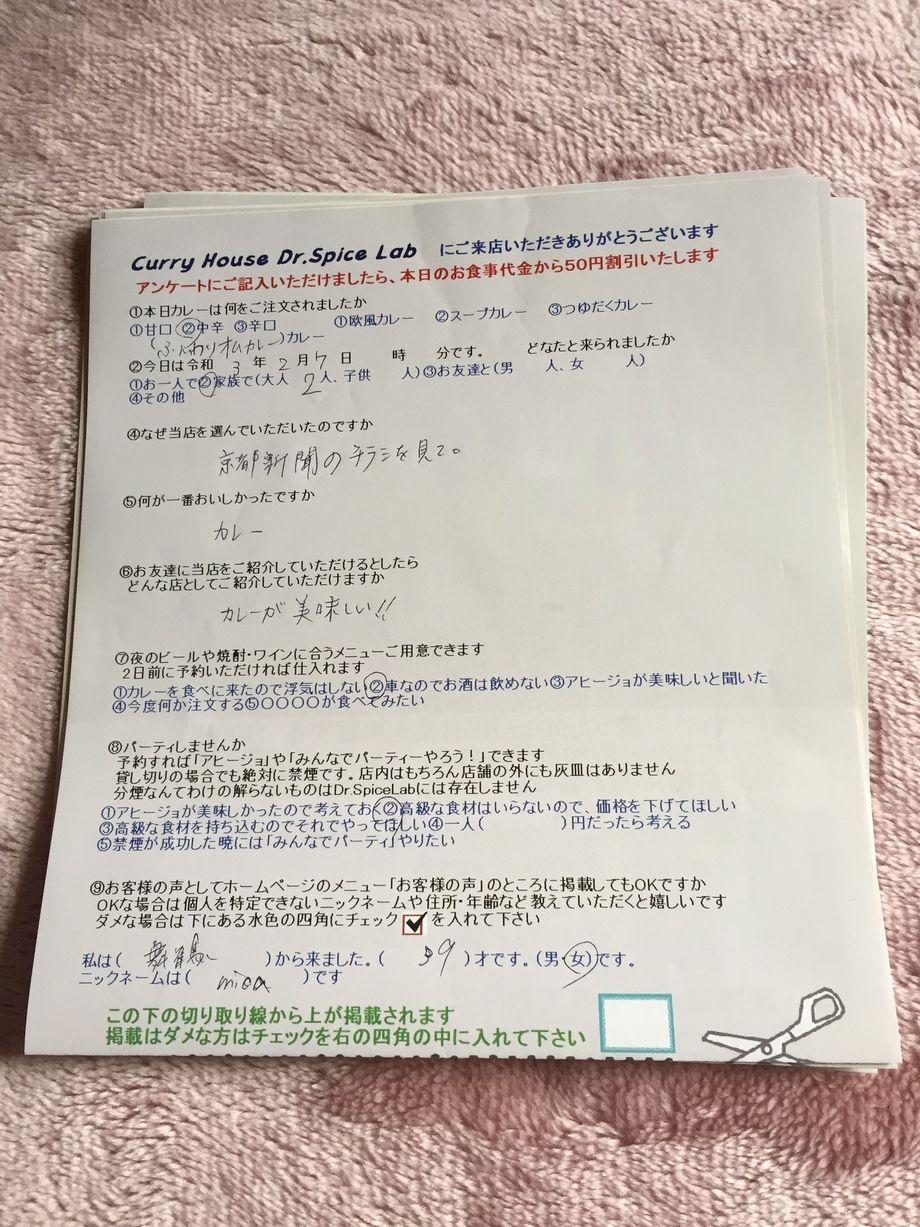 Curry House Dr.Spice Lab にご来店いただきありがとうございます
アンケートにご記入いただけましたら、本日のお食事代金から50円割引いたします
①本日カレーは何をご注文されましたか
①甘口 ②中辛 ③辛口 ①欧風カレー ②スープカレー ③つゆだくカレー
(ふんわりオムカレー)カレー
②今日は令和 3 年 2 月 7 日 時 分です。 どなたと来られましたか
①お一人で②家族で(大人 2 人、子供 人)③お友達と(男 人、女 人)
④その他
④なぜ当店を選んでいただいたのですか
京都新聞のチラシを見て。
⑤何が一番おいしかったですか
カレー
⑥お友達に当店をご紹介していただけるとしたら
どんな店としてご紹介していただけますか
カレーが美味しい!!
⑦夜のビールや焼酎・ワインに合うメニューご用意できます
2日前に予約いただければ仕入れます
①カレーを食べに来たので浮気はしない②車なのでお酒は飲めない③アヒージョが美味しいと聞いた
④今度何か注文する⑤〇〇〇〇が食べてみたい
⑧パーティしませんか
予約すれば「アヒージョ」や「みんなでパーティーやろう!」できます
貸し切りの場合でも絶対に禁煙です。店内はもちろん店舗の外にも灰皿はありません
分煙なんてわけの解らないものはDr.SpiceLabには存在しません
①アヒージョが美味しかったので考えておく②高級な食材はいらないので、価格を下げてほしい
③高級な食材を持ち込むのでそれでやってほしい④一人( )円だったら考える
⑤禁煙が成功した暁には「みんなでパーティ」やりたい
⑨お客様の声としてホームページのメニュー「お客様の声」のところに掲載してもOKですか
OKな場合は個人を特定できないニックネームや住所・年齢など教えていただくと嬉しいです
ダメな場合は下にある水色の四角にチェック を入れて下さい
私は( 舞鶴 )から来ました。( 39 )才です。(男・女)です。
ニックネームは( mioa )です
この下の切り取り線から上が掲載されます
掲載はダメな方はチェックを右の四角の中に入れて下さい